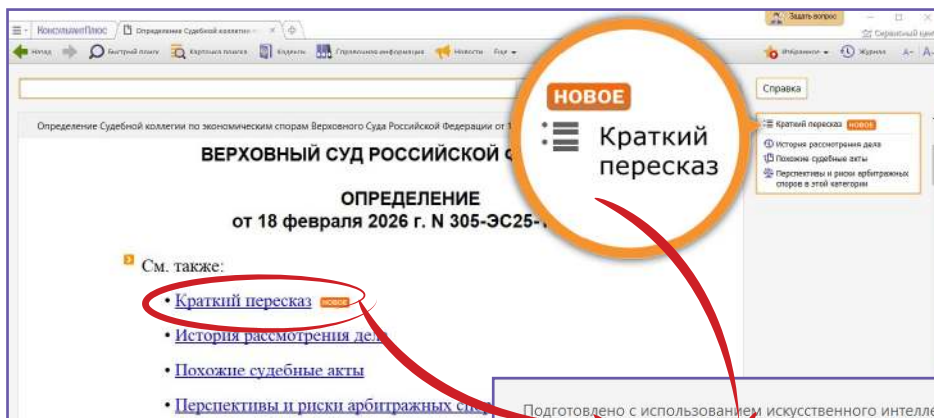 КонсультантПлюс
Определение Судебной коллегии
Задать вопрос
Назад
Быстрый поиск
Карточка поиска
Кодексы
Справочная информация
Новости
Еще
Избранное
Журнал
A- A
Справка
НОВОЕ
Краткий
пересказ
Краткий пересказ НОВОЕ
История рассмотрения дела
Похожие судебные акты
Перспективы и риски арбитражных
споров в этой категории
Определение Судебной коллегии по экономическим спорам Верховного Суда Российской Федерации от 1
ВЕРХОВНЫЙ СУД РОССИЙСКОЙ
ОПРЕДЕЛЕНИЕ
от 18 февраля 2026 г. N 305-ЭС25-
См. также:
• Краткий пересказ НОВОЕ
• История рассмотрения дела
• Похожие судебные акты
• Перспективы и риски арбитражных
Подготовлено с использованием искусственного интелле